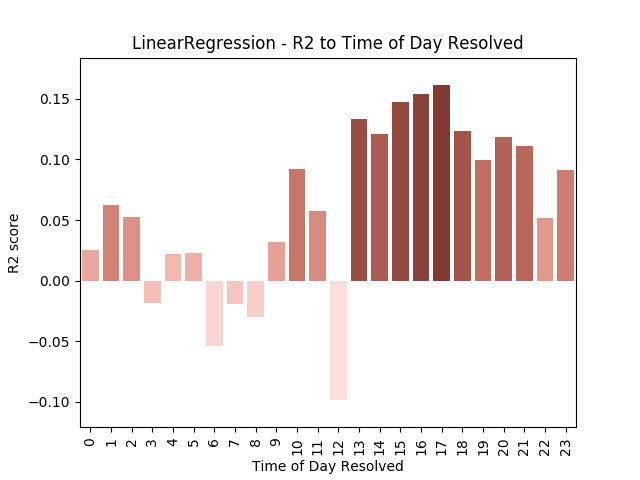 LinearRegression - R2 to Time of Day Resolved
R2 score
0.15
0.10
0.05
0.00
−0.05
−0.10
0 1 2 3 4 5 6 7 8 9 10 11 12 13 14 15 16 17 18 19 20 21 22 23
Time of Day Resolved